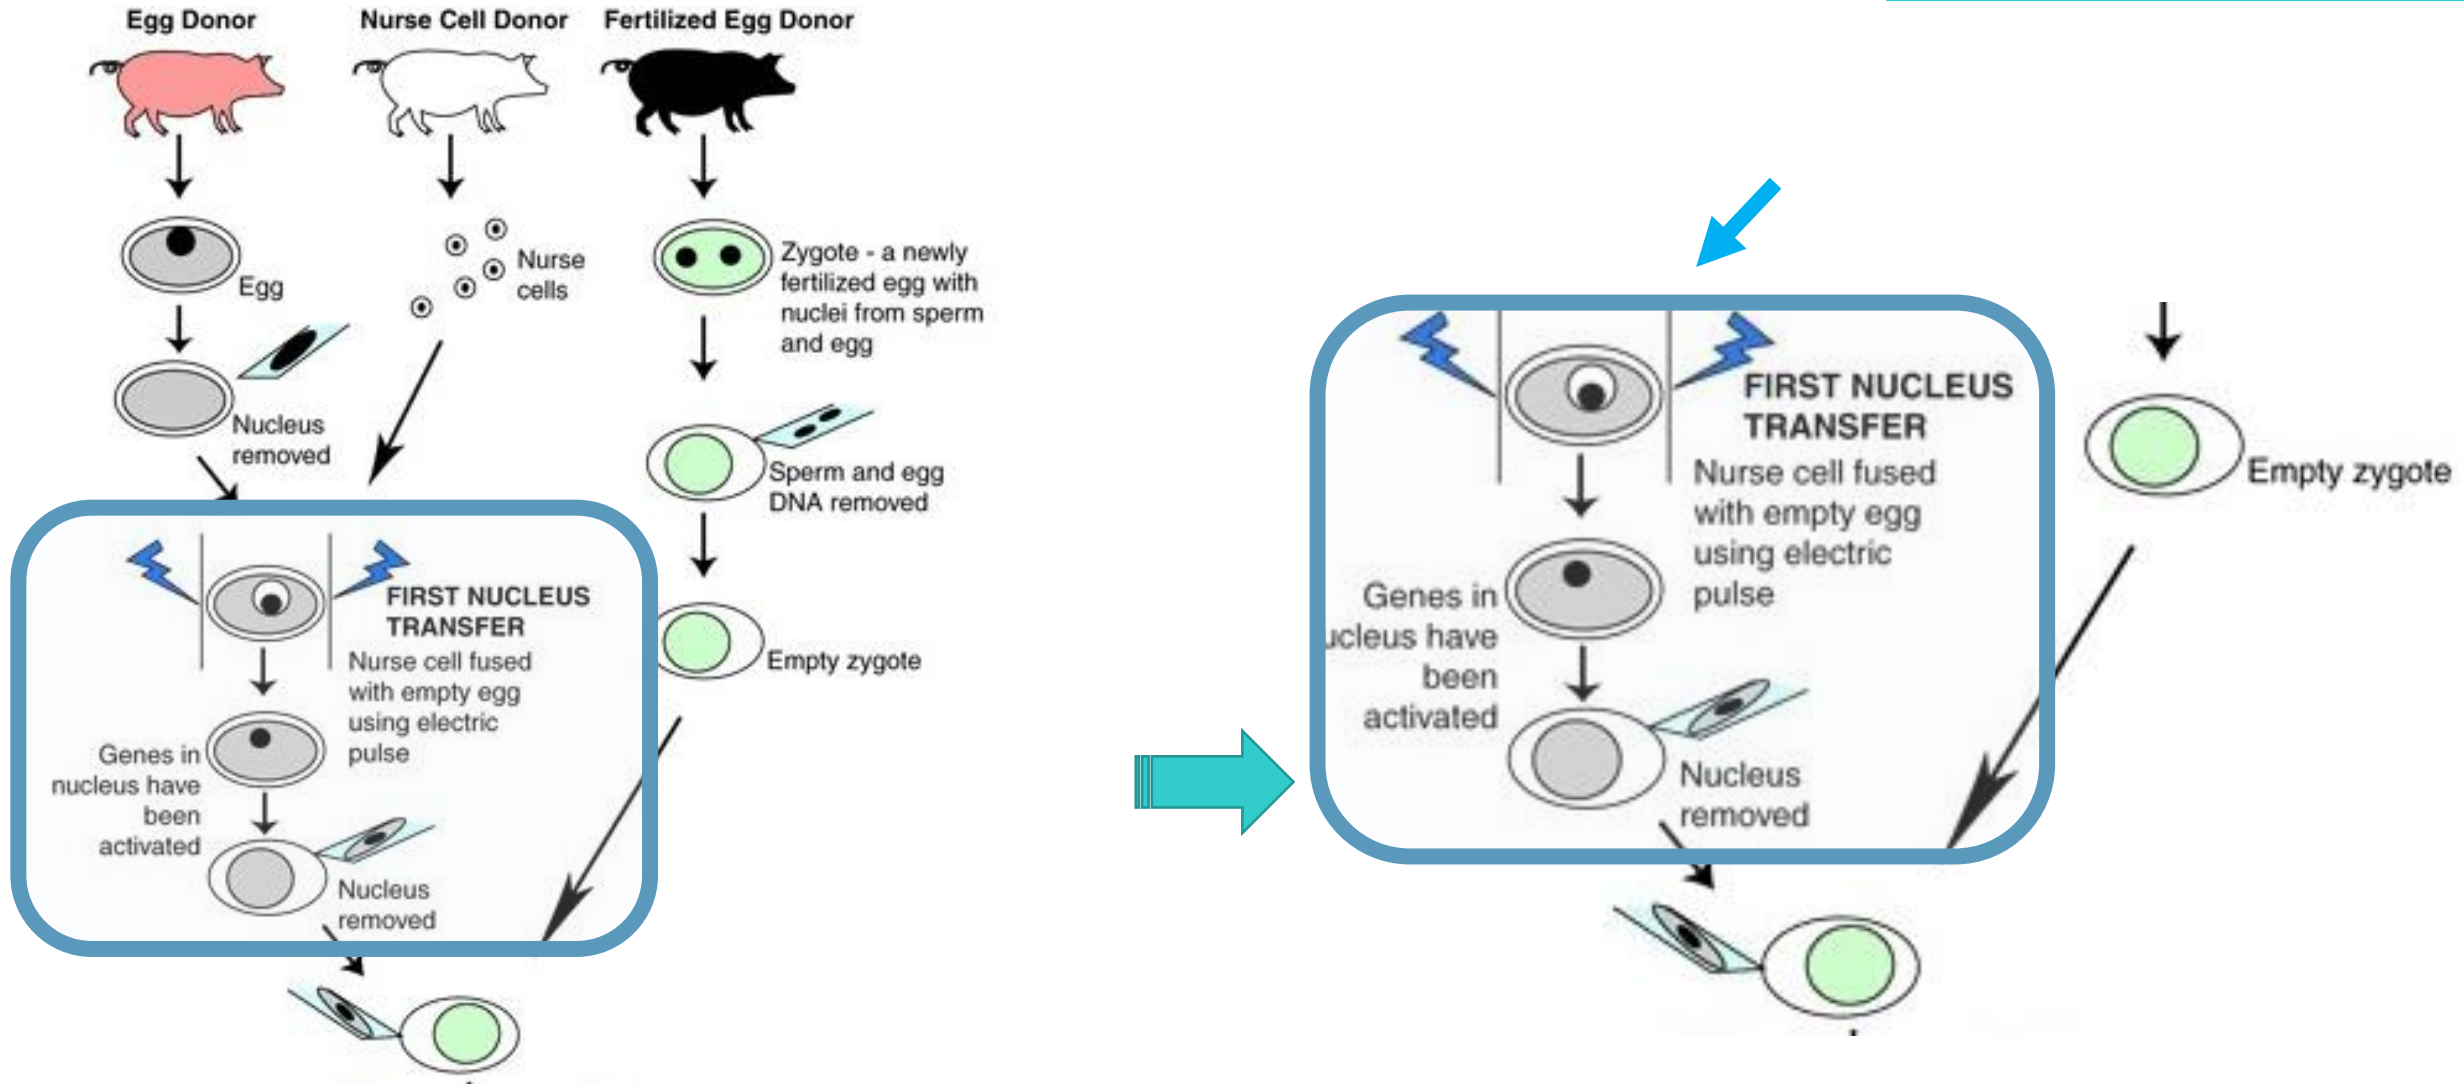 Egg Donor
Nurse Cell Donor
Fertilized Egg Donor
Egg
Nurse
cells
Zygote - a newly
fertilized egg with
nuclei from sperm
and egg
Nucleus
removed
Sperm and egg
DNA removed
FIRST NUCLEUS
TRANSFER
Nurse cell fused
with empty egg
using electric
pulse
Empty zygote
Genes in
nucleus have
been
activated
Nucleus
removed
FIRST NUCLEUS
TRANSFER
Nurse cell fused
with empty egg
using electric
pulse
Empty zygote
Genes in
ucleus have
been
activated
Nucleus
removed